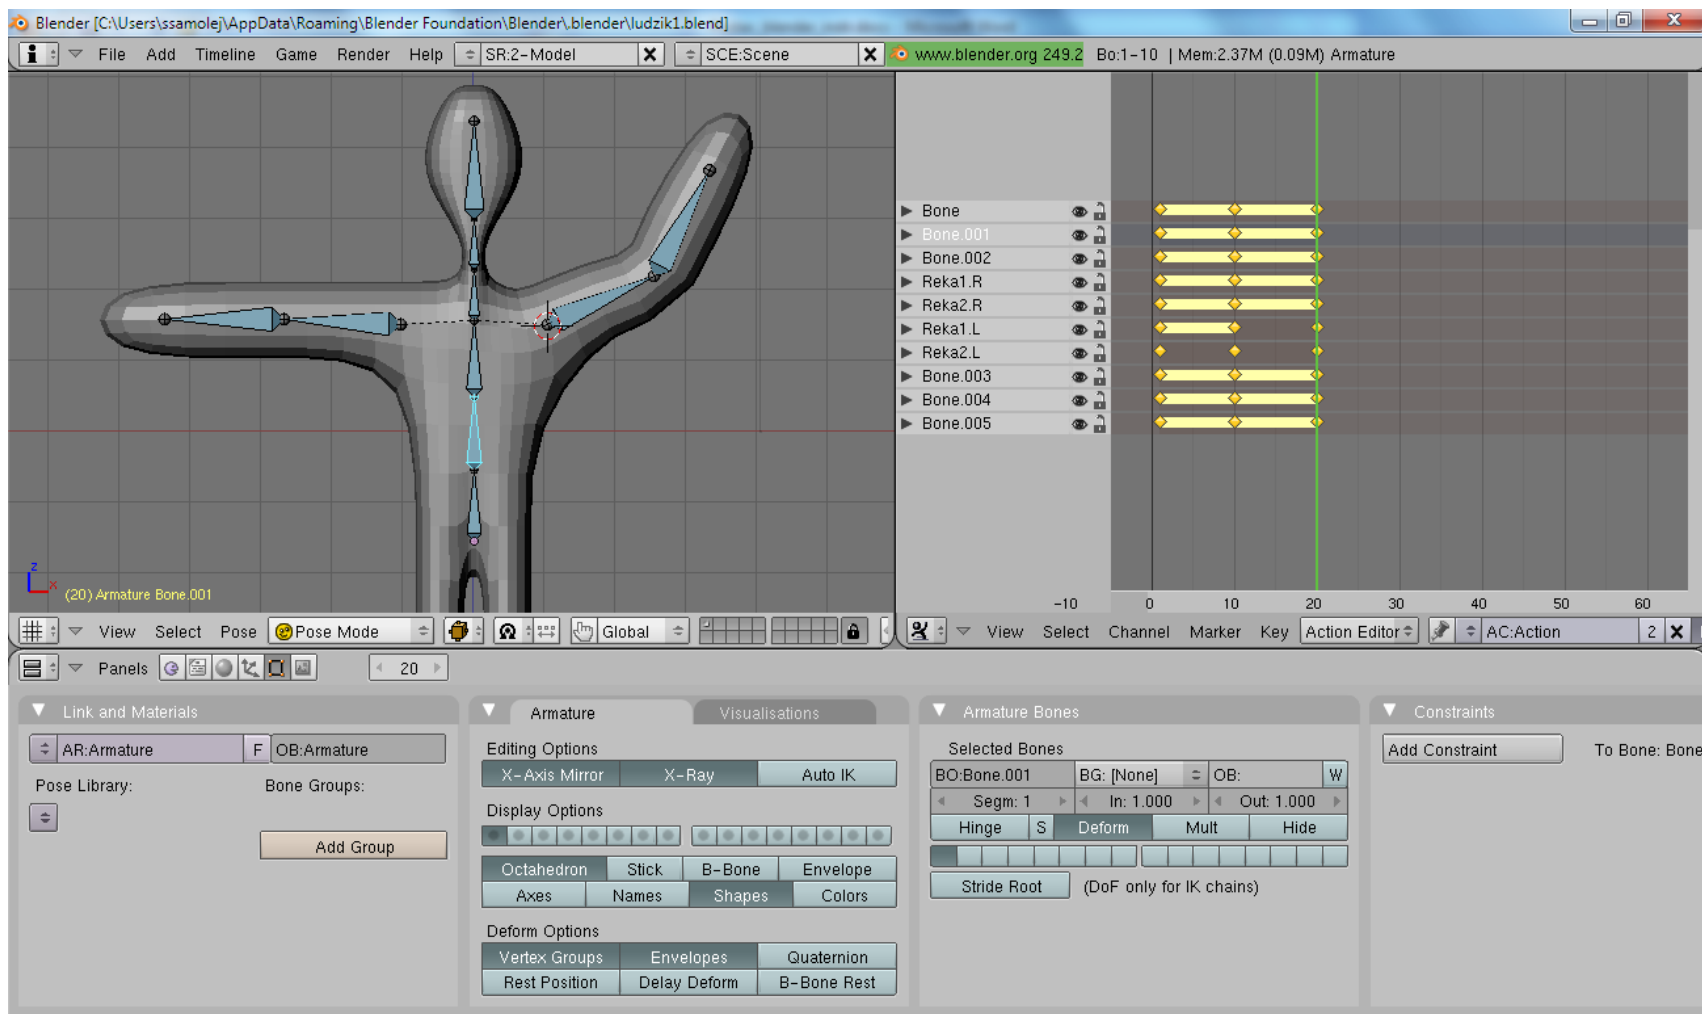 Blender [C:\Users\ssamolej\AppData\Roaming\Blender Foundation\Blender\.blender\ludzik1.blend]
File Add Timeline Game Render Help SR:2-Model SCE:Scene www.blender.org 249.2 Bo:1-10 | Mem:2.37M (0.09M) Armature
Bone
Bone.001
Bone.002
Reka1.R
Reka2.R
Reka1.L
Reka2.L
Bone.003
Bone.004
Bone.005
z
x
(20) Armature Bone.001
-10 0 10 20 30 40 50 60
View Select Pose Pose Mode Global
View Select Channel Marker Key Action Editor AC:Action 2
Panels 20
Link and Materials
AR:Armature F OB:Armature
Pose Library: Bone Groups:
Add Group
Armature Visualisations
Editing Options
X-Axis Mirror X-Ray Auto IK
Display Options
Octahedron Stick B-Bone Envelope
Axes Names Shapes Colors
Deform Options
Vertex Groups Envelopes Quaternion
Rest Position Delay Deform B-Bone Rest
Armature Bones
Selected Bones
BO:Bone.001 BG: [None] OB: W
Segm: 1 In: 1.000 Out: 1.000
Hinge S Deform Mult Hide
Stride Root (DoF only for IK chains)
Constraints
Add Constraint To Bone: Bone